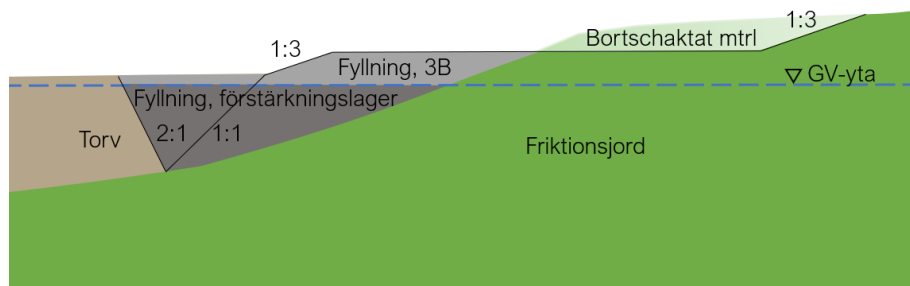 1:3
1:3
Bortschaktat mtrl
Fyllning, 3B
GV-yta
Fyllning, förstärkningslager
2:1
1:1
Torv
Friktionsjord